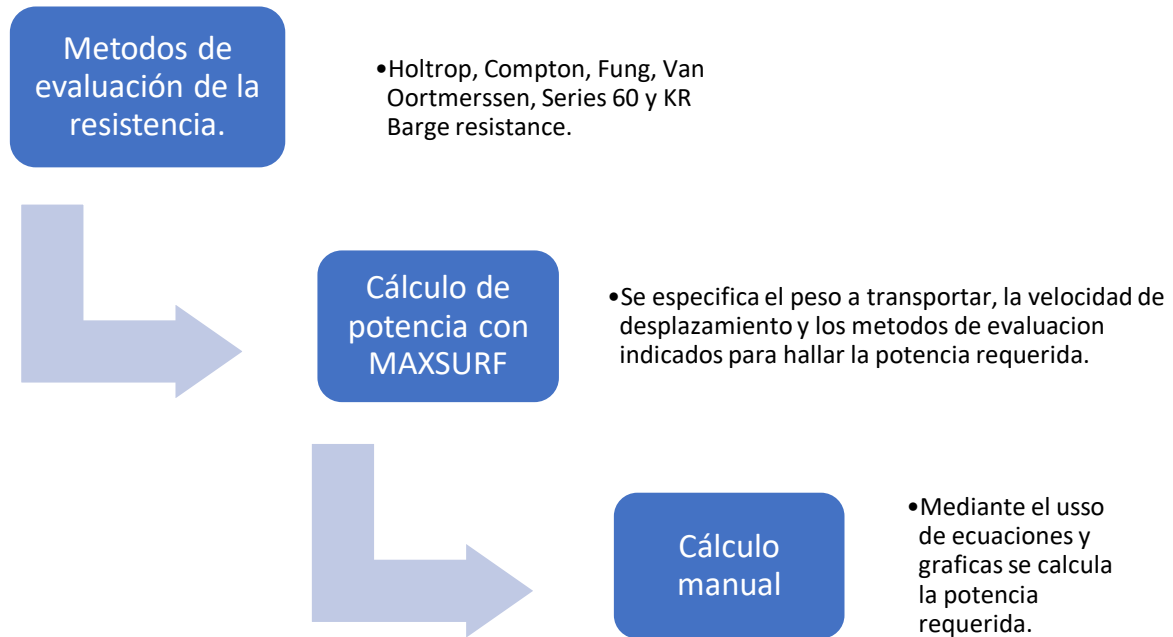 Metodos de
evaluación de la
resistencia.
•Holtrop, Compton, Fung, Van
Oortmerssen, Series 60 y KR
Barge resistance.
Cálculo de
potencia con
MAXSURF
•Se especifica el peso a transportar, la velocidad de
desplazamiento y los metodos de evaluacion
indicados para hallar la potencia requerida.
Cálculo
manual
•Mediante el usso
de ecuaciones y
graficas se calcula
la potencia
requerida.